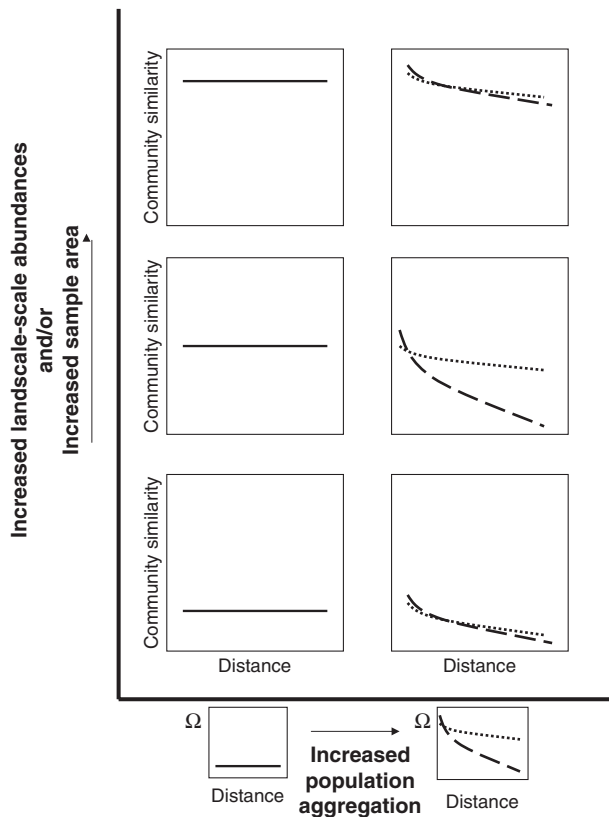 Increased landscale-scale abundances
and/or
Increased sample area
Community similarity
Community similarity
Community similarity
Community similarity
Community similarity
Distance
Community similarity
Distance
Ω
Distance
Increased
population
aggregation
Ω
Distance